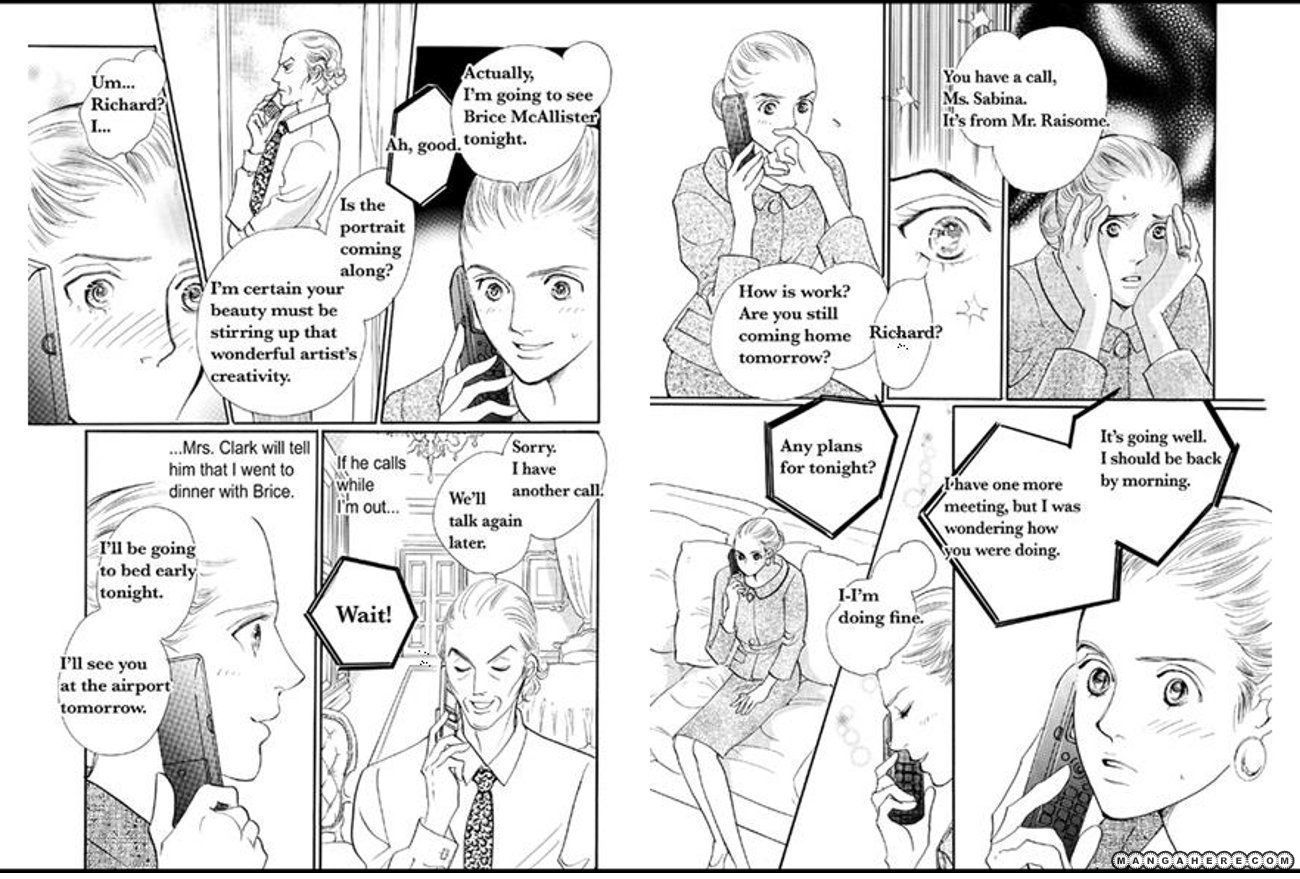 You have a call,
Ms. Sabina.
It's from Mr. Raisome.
Richard?
How is work?
Are you still
coming home
tomorrow?
It's going well.
I should be back
by morning.
I have one more
meeting, but I was
wondering how
you were doing.
I-I'm
doing fine.
Any plans
for tonight?
Actually,
I'm going to see
Brice McAllister
tonight.
Ah, good.
Is the
portrait
coming
along?
I'm certain your
beauty must be
stirring up that
wonderful artist's
creativity.
Um...
Richard?
I...
Sorry.
I have
another call.
We'll
talk again
later.
Wait!
If he calls
while
I'm out...
...Mrs. Clark will tell
him that I went to
dinner with Brice.
I'll be going
to bed early
tonight.
I'll see you
at the airport
tomorrow.
MANGAHERE.COM